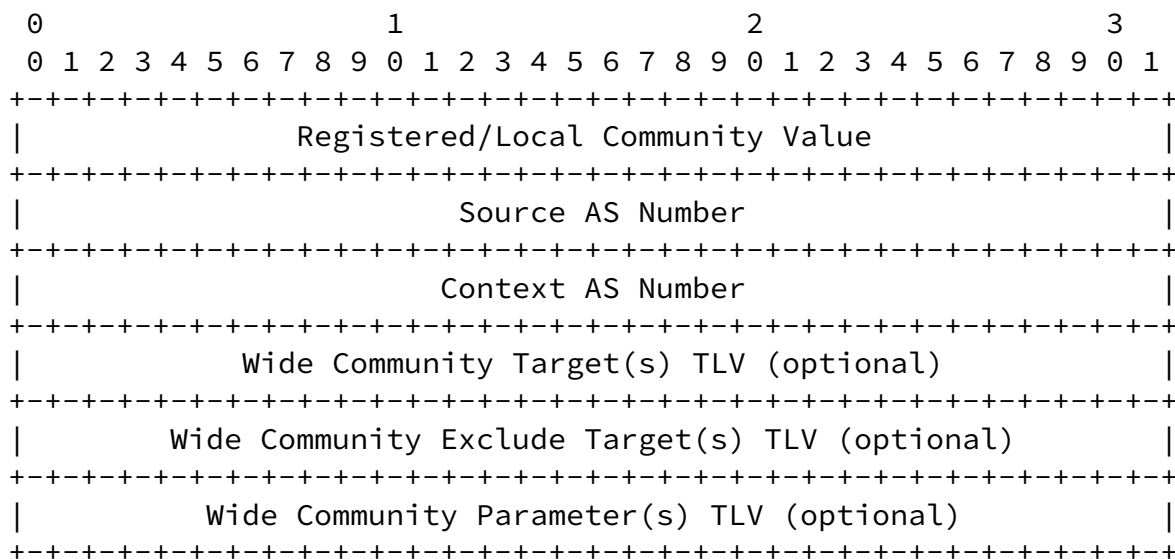 0                   1                   2                   3
 0 1 2 3 4 5 6 7 8 9 0 1 2 3 4 5 6 7 8 9 0 1 2 3 4 5 6 7 8 9 0 1
+-+-+-+-+-+-+-+-+-+-+-+-+-+-+-+-+-+-+-+-+-+-+-+-+-+-+-+-+-+-+-+-+
|               Registered/Local Community Value                |
+-+-+-+-+-+-+-+-+-+-+-+-+-+-+-+-+-+-+-+-+-+-+-+-+-+-+-+-+-+-+-+-+
|                        Source AS Number                       |
+-+-+-+-+-+-+-+-+-+-+-+-+-+-+-+-+-+-+-+-+-+-+-+-+-+-+-+-+-+-+-+-+
|                       Context AS Number                       |
+-+-+-+-+-+-+-+-+-+-+-+-+-+-+-+-+-+-+-+-+-+-+-+-+-+-+-+-+-+-+-+-+
|            Wide Community Target(s) TLV (optional)            |
+-+-+-+-+-+-+-+-+-+-+-+-+-+-+-+-+-+-+-+-+-+-+-+-+-+-+-+-+-+-+-+-+
|        Wide Community Exclude Target(s) TLV (optional)        |
+-+-+-+-+-+-+-+-+-+-+-+-+-+-+-+-+-+-+-+-+-+-+-+-+-+-+-+-+-+-+-+-+
|          Wide Community Parameter(s) TLV (optional)           |
+-+-+-+-+-+-+-+-+-+-+-+-+-+-+-+-+-+-+-+-+-+-+-+-+-+-+-+-+-+-+-+-+